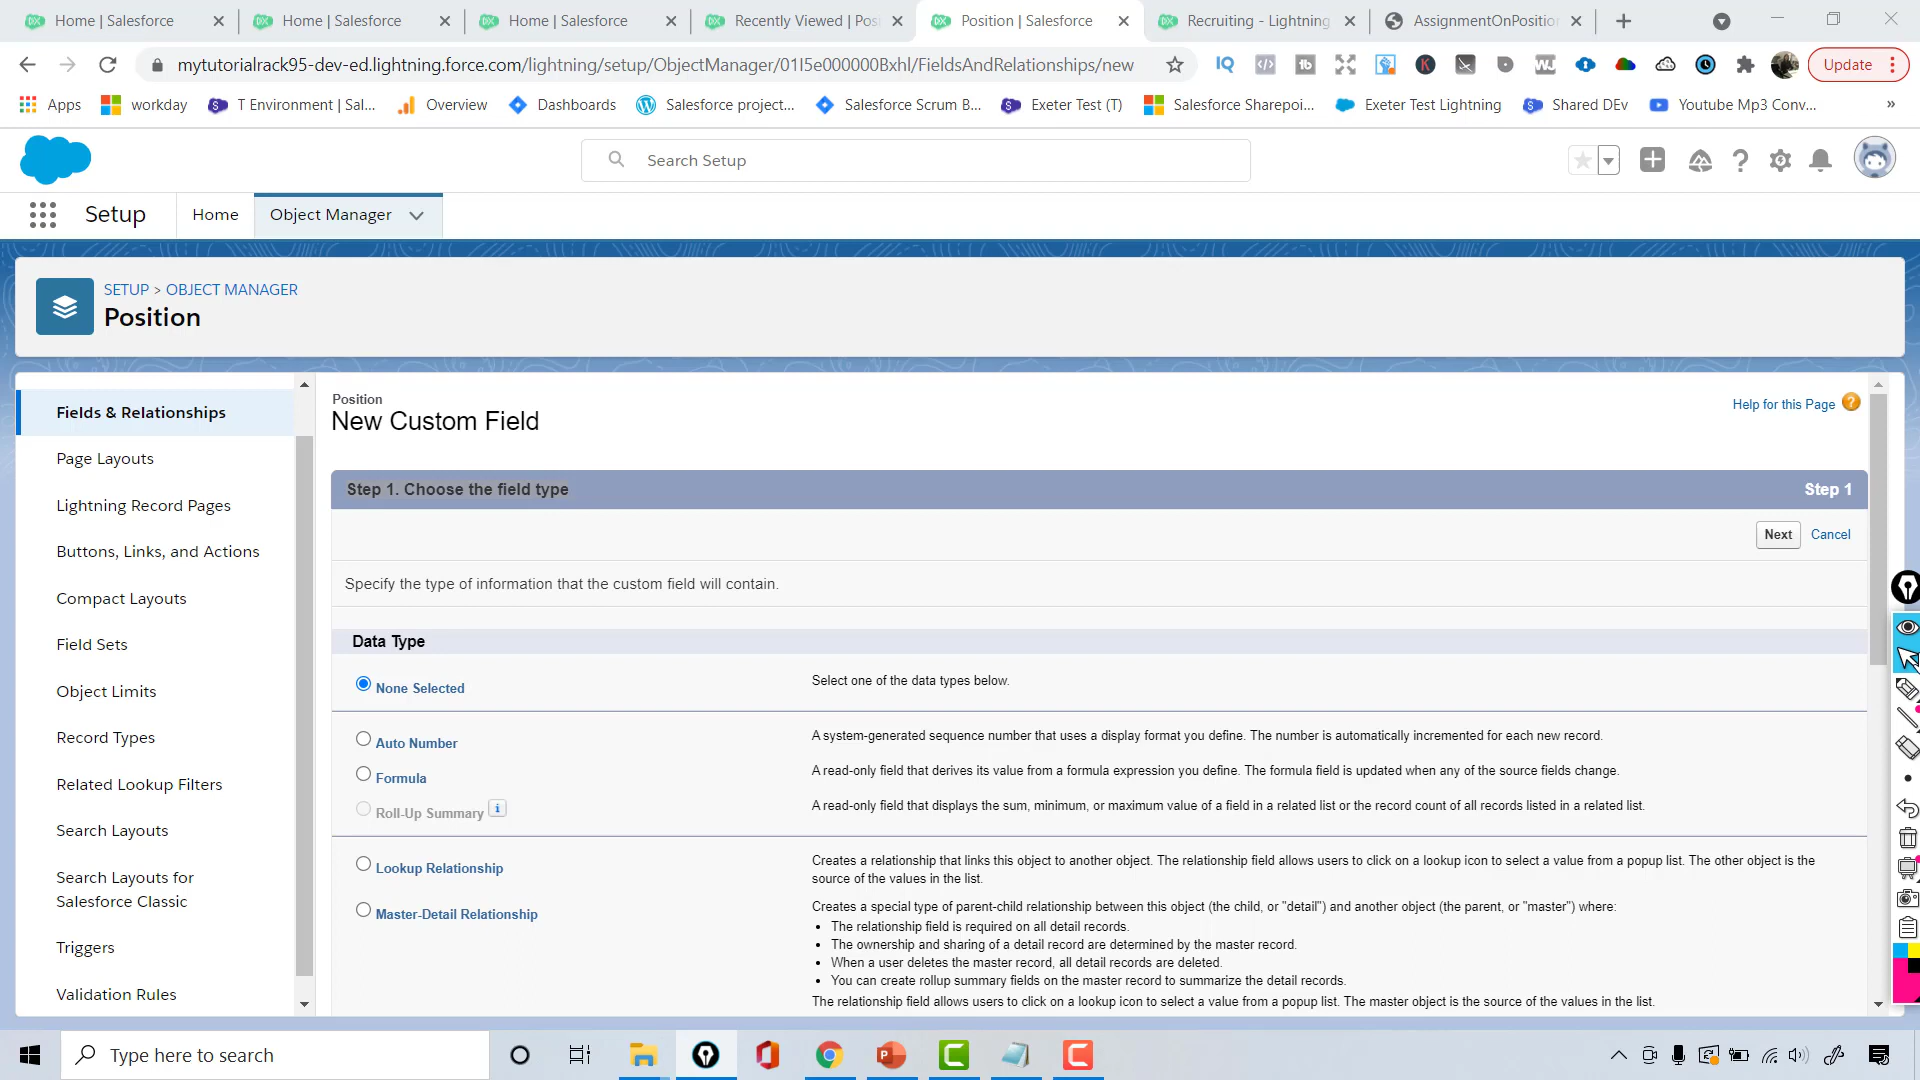 Home | Salesforce
Home | Salesforce
Home | Salesforce
Recently Viewed | Pos
Position | Salesforce
Recruiting - Lightning
AssignmentOnPositio
mytutorialrack95-dev-ed.lightning.force.com/lightning/setup/ObjectManager/01I5e000000Bxhl/FieldsAndRelationships/new
IQ
Update
Apps
workday
T Environment | Sal...
Overview
Dashboards
Salesforce project...
Salesforce Scrum B...
Exeter Test (T)
Salesforce Sharepoi...
Exeter Test Lightning
Shared DEv
Youtube Mp3 Conv...
»
Search Setup
Setup
Home
Object Manager
SETUP > OBJECT MANAGER
Position
Fields & Relationships
Page Layouts
Lightning Record Pages
Buttons, Links, and Actions
Compact Layouts
Field Sets
Object Limits
Record Types
Related Lookup Filters
Search Layouts
Search Layouts for
Salesforce Classic
Triggers
Validation Rules
Position
New Custom Field
Help for this Page
Step 1. Choose the field type
Step 1
Next
Cancel
Specify the type of information that the custom field will contain.
Data Type
None Selected
Select one of the data types below.
Auto Number
A system-generated sequence number that uses a display format you define. The number is automatically incremented for each new record.
Formula
A read-only field that derives its value from a formula expression you define. The formula field is updated when any of the source fields change.
Roll-Up Summary
A read-only field that displays the sum, minimum, or maximum value of a field in a related list or the record count of all records listed in a related list.
Lookup Relationship
Creates a relationship that links this object to another object. The relationship field allows users to click on a lookup icon to select a value from a popup list. The other object is the
source of the values in the list.
Master-Detail Relationship
Creates a special type of parent-child relationship between this object (the child, or "detail") and another object (the parent, or "master") where:
• The relationship field is required on all detail records.
• The ownership and sharing of a detail record are determined by the master record.
• When a user deletes the master record, all detail records are deleted.
• You can create rollup summary fields on the master record to summarize the detail records.
The relationship field allows users to click on a lookup icon to select a value from a popup list. The master object is the source of the values in the list.
Type here to search